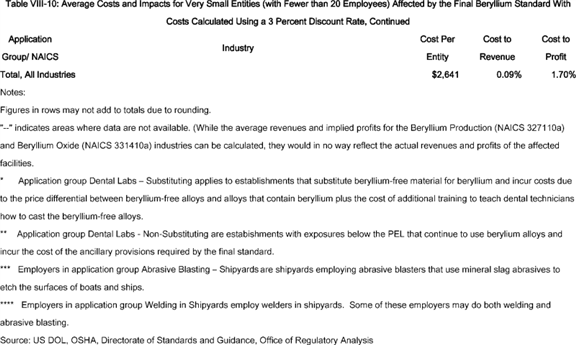 Table VIII-10: Average Costs and Impacts for Very Small Entities (with Fewer than 20 Employees) Affected by the Final Beryllium Standard With
Costs Calculated Using a 3 Percent Discount Rate, Continued
Application Group/ NAICS Industry Cost Per Entity Cost to Revenue Cost to Profit
Total, All Industries $2,641 0.09% 1.70%
Notes:
Figures in rows may not add to totals due to rounding.
"--" indicates areas where data are not available. (While the average revenues and implied profits for the Beryllium Production (NAICS 327110a)
and Beryllium Oxide (NAICS 331410a) industries can be calculated, they would in no way reflect the actual revenues and profits of the affected
facilities.
* Application group Dental Labs – Substituting applies to establishments that substitute beryllium-free material for beryllium and incur costs due
to the price differential between beryllium-free alloys and alloys that contain beryllium plus the cost of additional training to teach dental technicians
how to cast the beryllium-free alloys.
** Application group Dental Labs - Non-Substituting are estabishments with exposures below the PEL that continue to use berylium alloys and
incur the cost of the ancillary provisions required by the final standard.
*** Employers in application group Abrasive Blasting – Shipyards are shipyards employing abrasive blasters that use mineral slag abrasives to
etch the surfaces of boats and ships.
**** Employers in application group Welding in Shipyards employ welders in shipyards. Some of these employers may do both welding and
abrasive blasting.
Source: US DOL, OSHA, Directorate of Standards and Guidance, Office of Regulatory Analysis